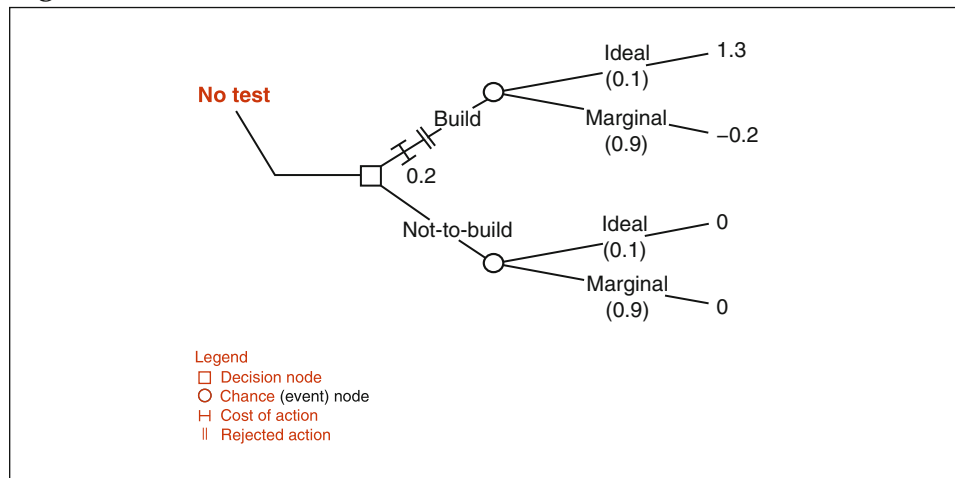 Ideal
1.3
(0.1)
No test
Build
Marginal
−0.2
(0.9)
0.2
Not-to-build
Ideal
0
(0.1)
Marginal
0
(0.9)
Legend
Decision node
Chance (event) node
Cost of action
Rejected action